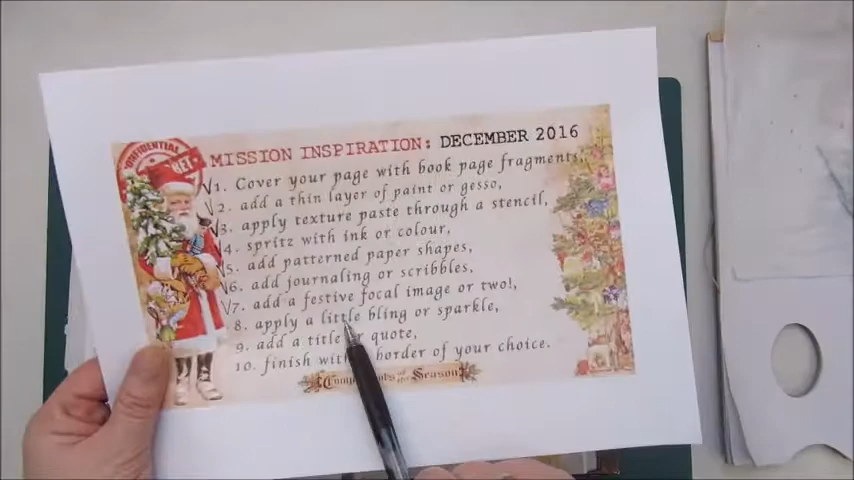 CONFIDENTIAL
MISSION INSPIRATION: DECEMBER 2016
1. Cover your page with book page fragments,
2. add a thin layer of paint or gesso,
3. apply texture paste through a stencil,
4. spritz with ink or colour,
5. add patterned paper shapes,
6. add journaling or scribbles,
7. add a festive focal image or two!,
8. apply a little bling or sparkle,
9. add a title quote,
10. finish with border of your choice.
Compliments of the Season